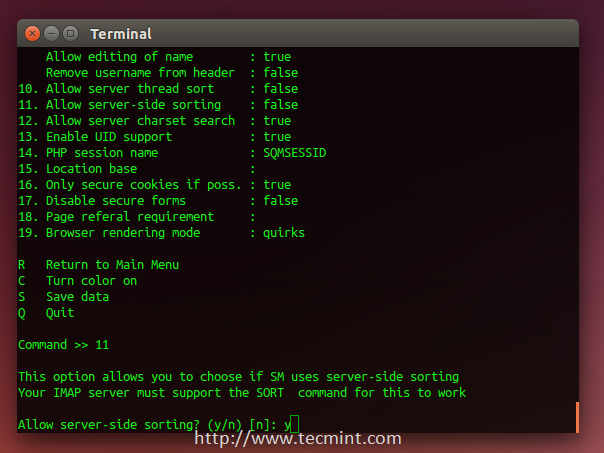 Terminal
Allow editing of name : true
Remove username from header : false
10. Allow server thread sort : false
11. Allow server-side sorting : false
12. Allow server charset search : true
13. Enable UID support : true
14. PHP session name : SQMSESSID
15. Location base :
16. Only secure cookies if poss. : true
17. Disable secure forms : false
18. Page referal requirement :
19. Browser rendering mode : quirks
R Return to Main Menu
C Turn color on
S Save data
Q Quit
Command >> 11
This option allows you to choose if SM uses server-side sorting
Your IMAP server must support the SORT  command for this to work
Allow server-side sorting? (y/n) [n]: y
http://www.tecmint.com